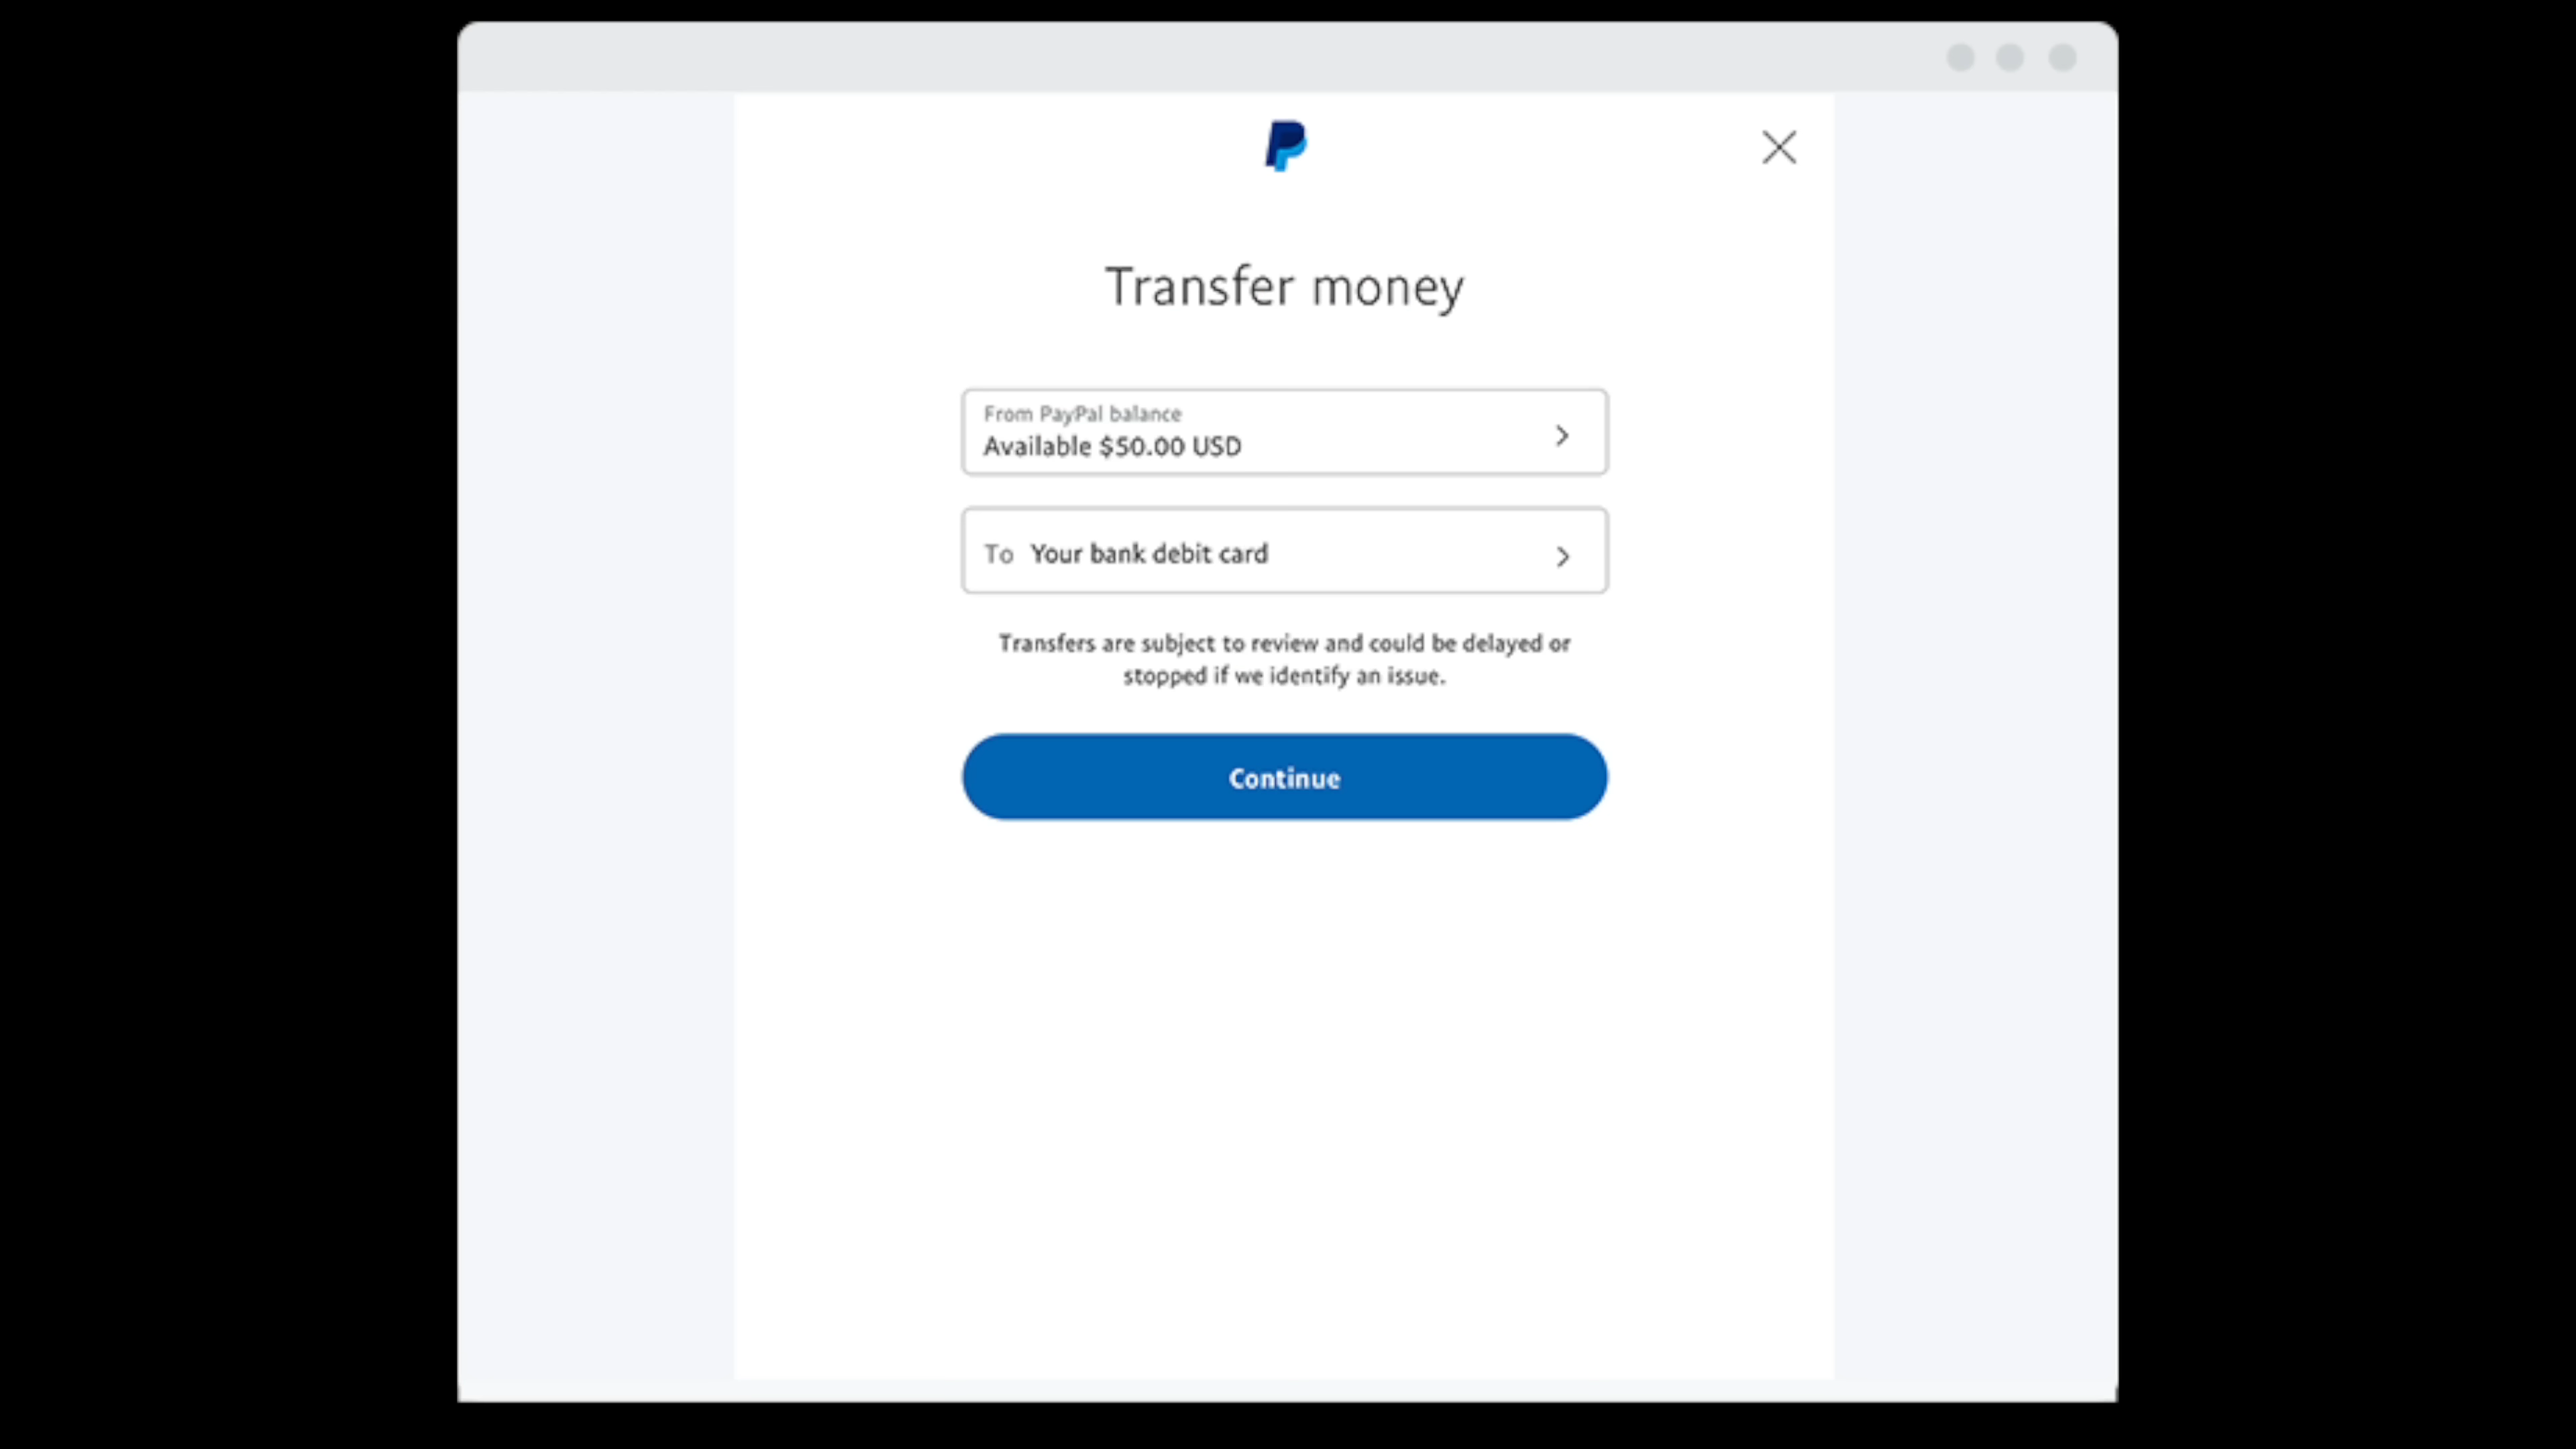 Transfer money
From PayPal balance
Available $50.00 USD
To Your bank debit card
Transfers are subject to review and could be delayed or
stopped if we identify an issue.
Continue